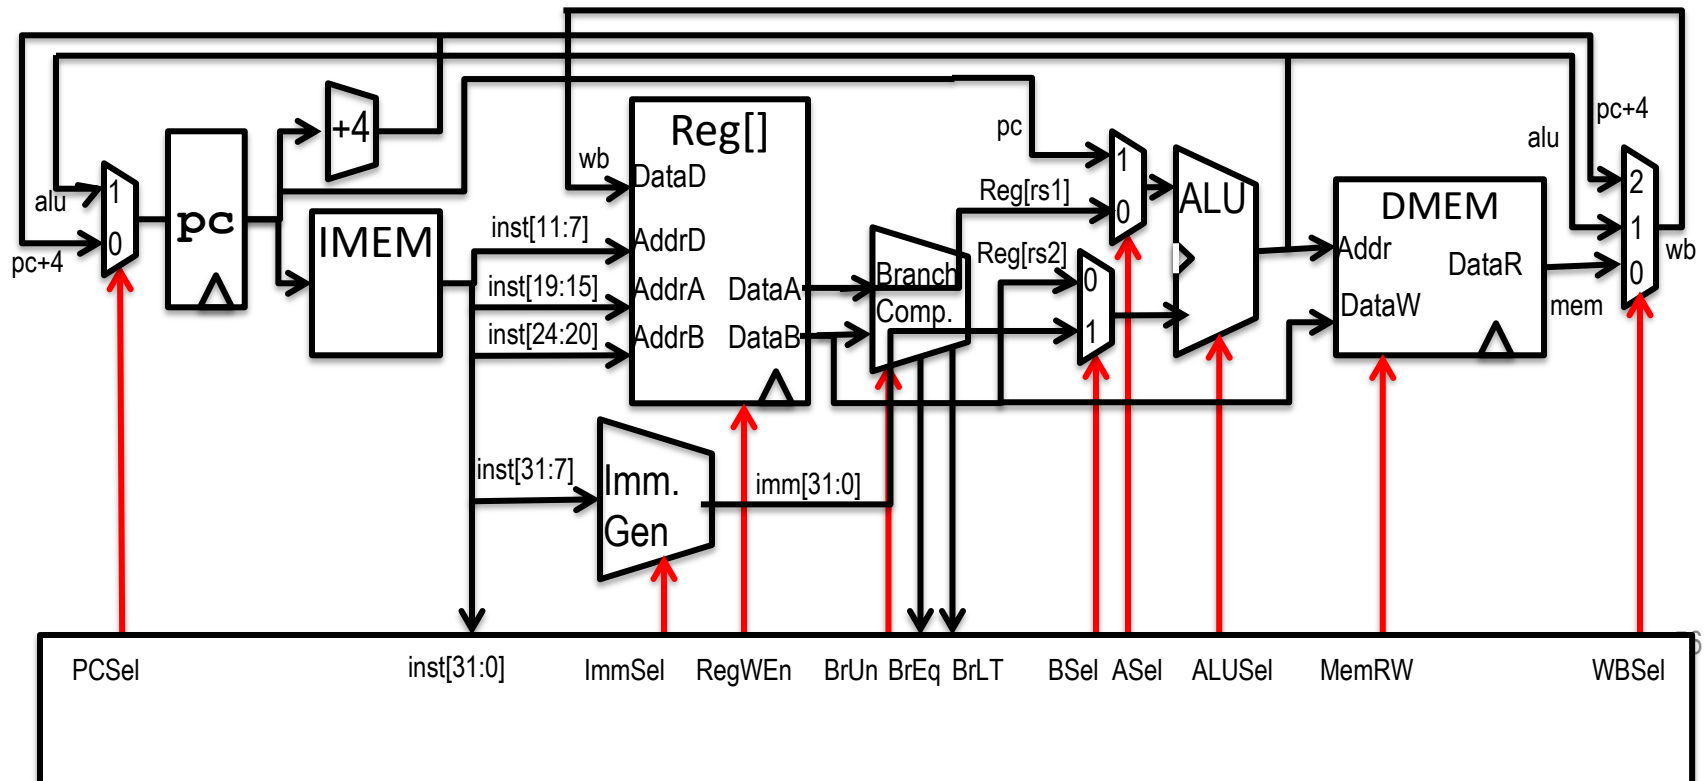 pc+4
+4
Reg[]
pc
alu
wb
DataD
1
2
alu
1
Reg[rs1]
ALU
DMEM
pc
0
inst[11:7]
AddrD
0
1
pc+4
IMEM
Branch
Reg[rs2]
Addr
DataR
wb
inst[19:15]
AddrA
DataA
0
0
Comp.
DataW
mem
inst[24:20]
AddrB
DataB
1
inst[31:7]
Imm.
Gen
imm[31:0]
PCSel
inst[31:0]
ImmSel
RegWEn
BrUn
BrEq
BrLT
BSel
ASel
ALUSel
MemRW
WBSel